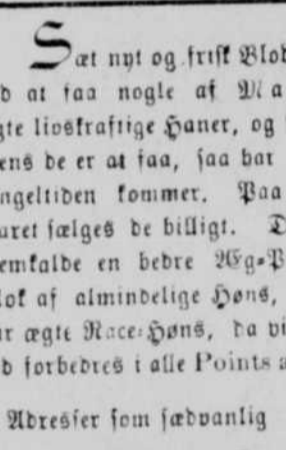 Sæt nyt og friſk Blod
d at faa nogle af Ma
gte livskraftige Haner, og
ens de er at faa, ſaa har
ngeltiden kommer. Paa
aret ſælges de billigt. D
emkalde en bedre Æg=P
lok af almindelige Høns,
ur ægte Race=Høns, da vi
d forbedres i alle Points a
Adreſſer ſom ſædvanlig